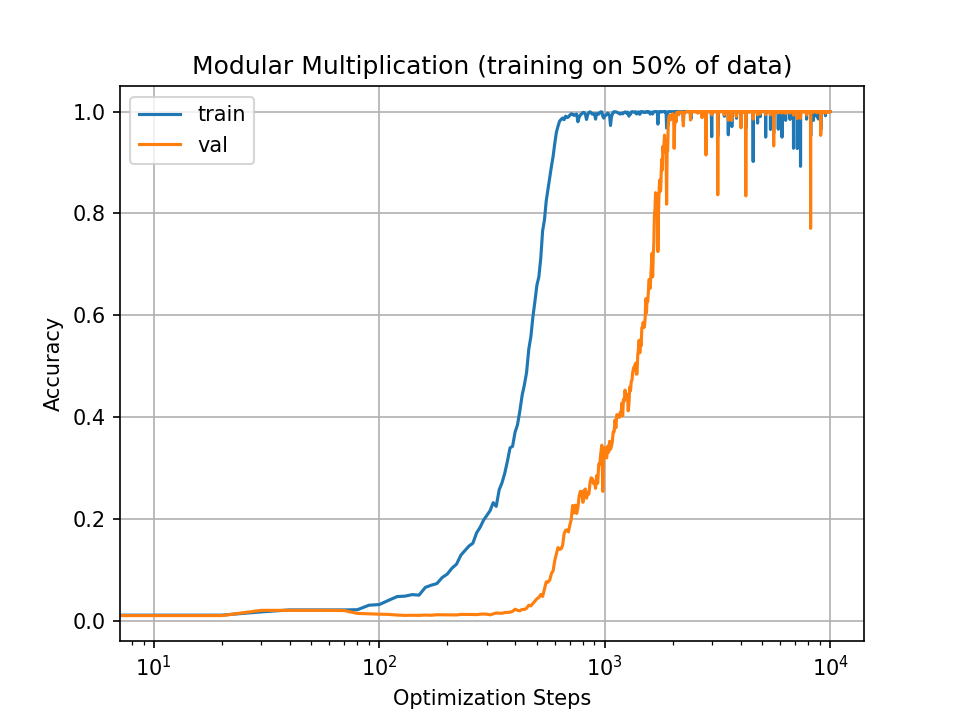 Modular Multiplication (training on 50% of data)
train
val
1.0
0.8
0.6
0.4
0.2
0.0
Accuracy
10¹ 10² 10³ 10⁴
Optimization Steps